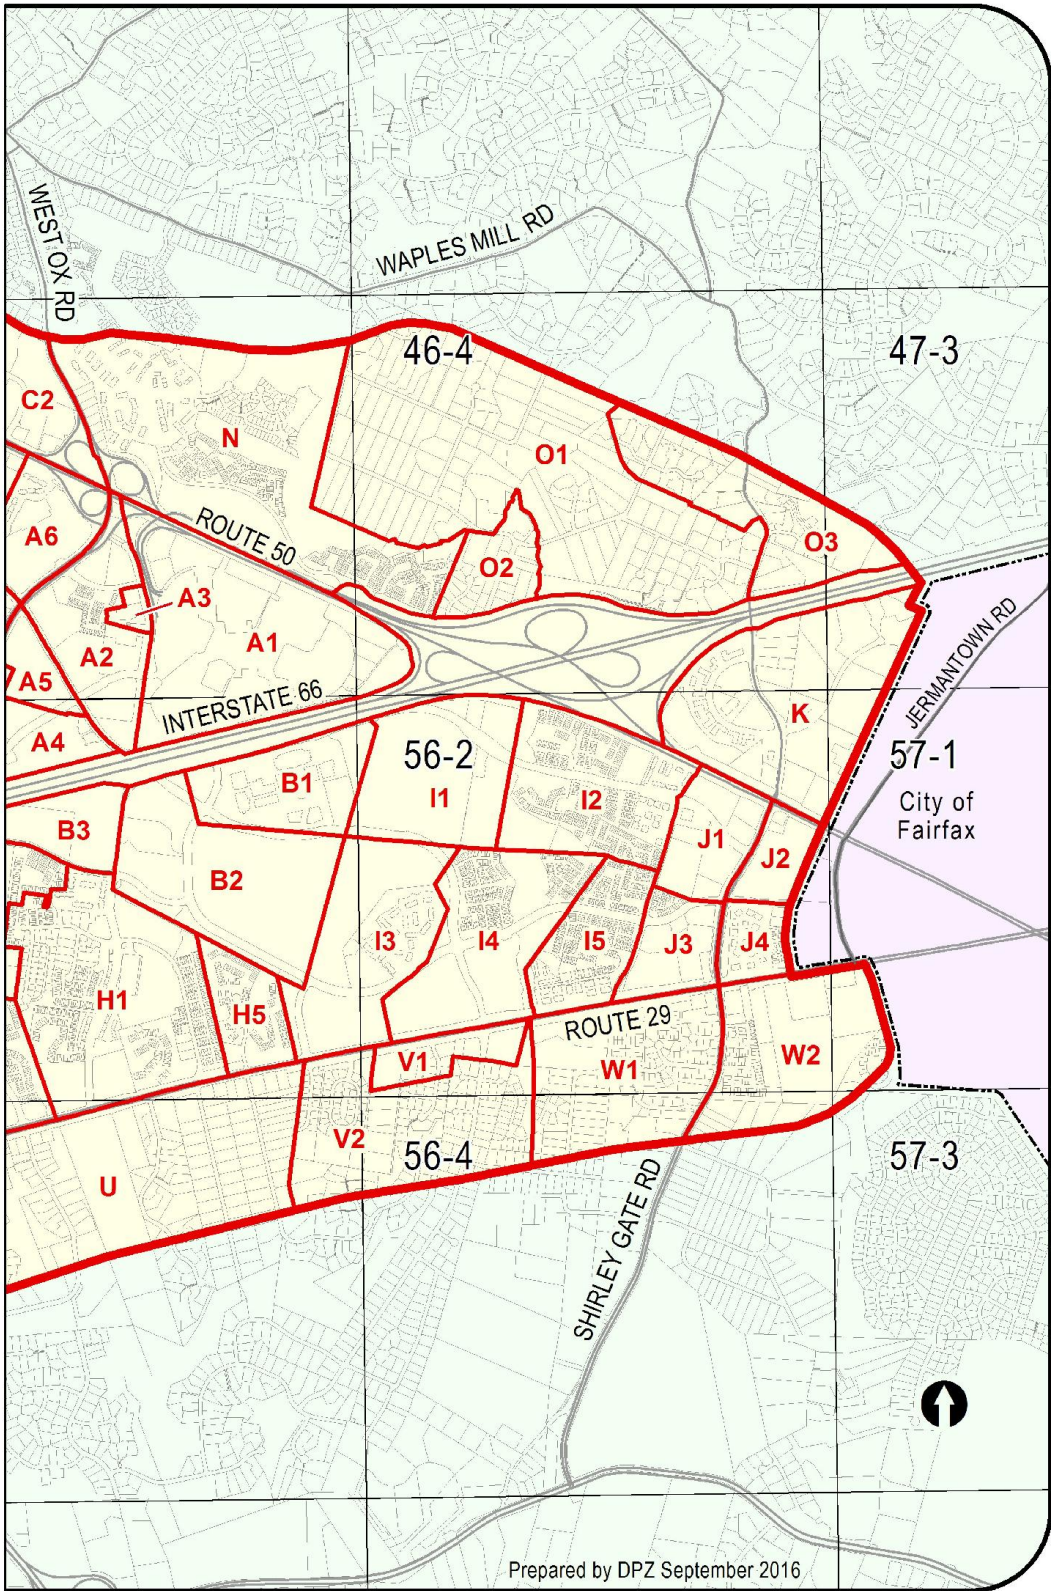 WEST OX RD
WAPLES MILL RD
46-4
47-3
C2
N
O1
ROUTE 50
A6
O3
O2
A3
A1
A2
A5
INTERSTATE 66
JERMANTOWN RD
K
A4
56-2
57-1
B1
I1
I2
City of
Fairfax
B3
J1
J2
B2
I3
I4
I5
J3
J4
H1
H5
ROUTE 29
V1
W1
W2
V2
56-4
57-3
U
SHIRLEY GATE RD
Prepared by DPZ September 2016